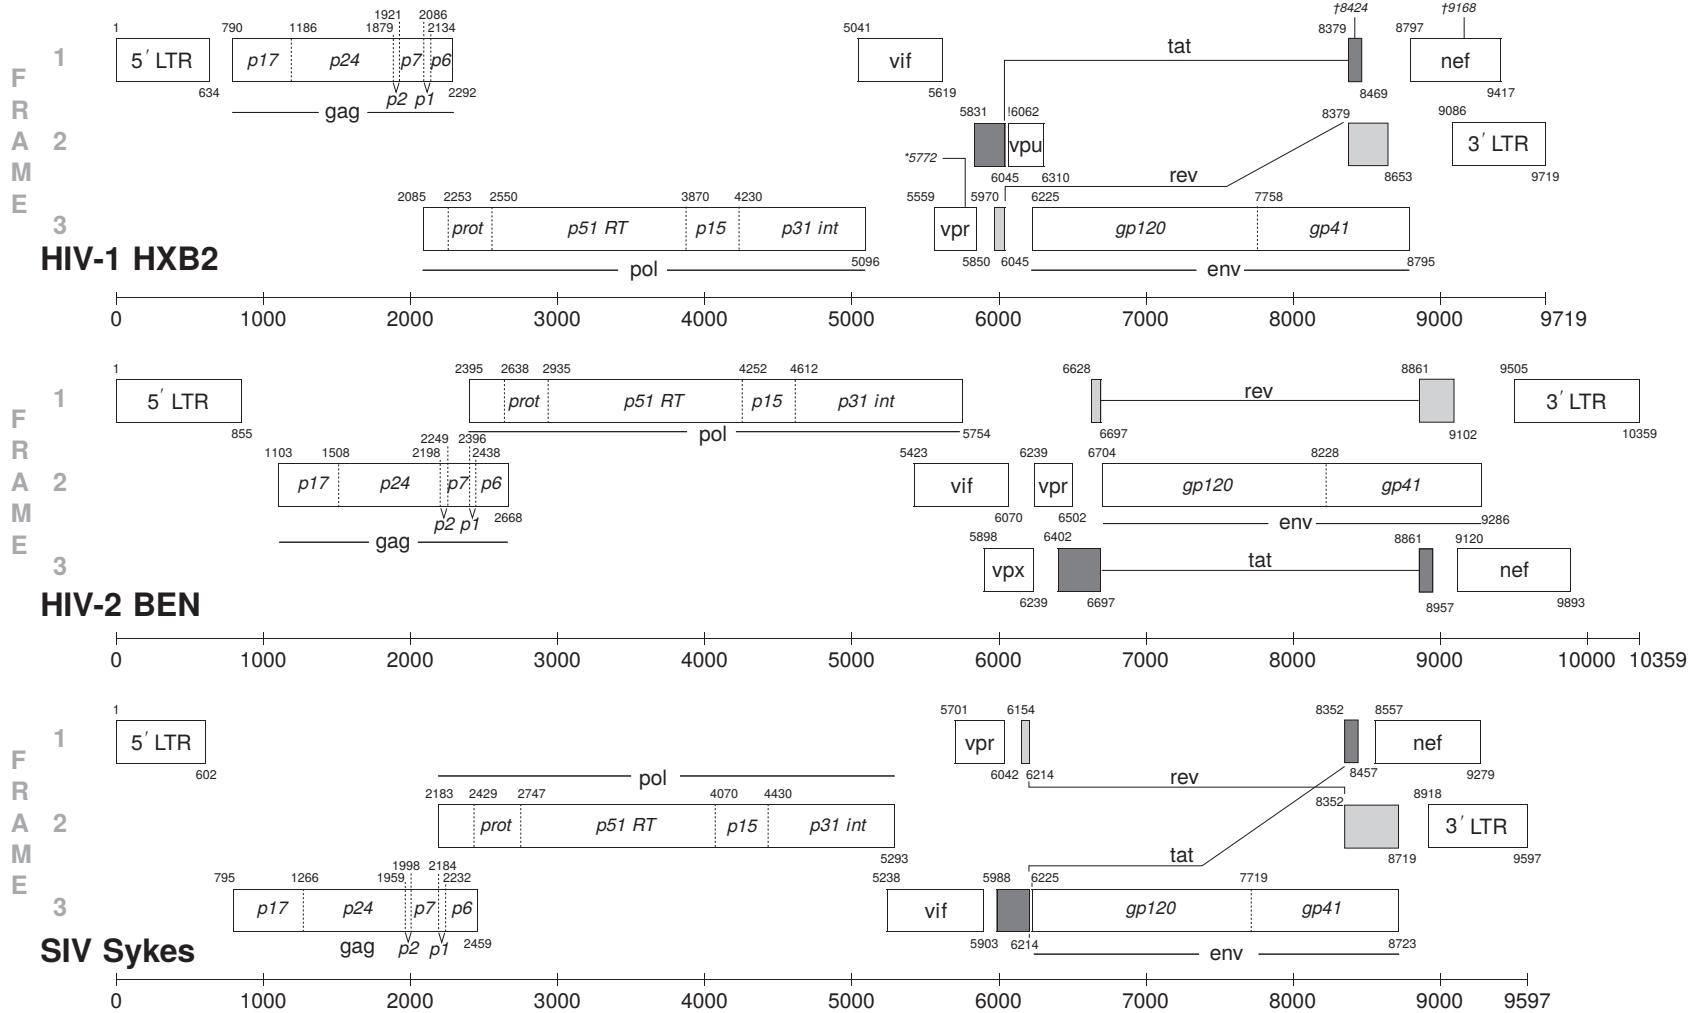 1921 2086 †8424 †9168
1 790 1186 1879 2134 5041 8379 8797
1 5′ LTR p17 p24 p7 p6 vif tat nef
634 p2 p1 2292 5619 8469 9417
gag
5831 !6062 8379 9086
2 vpu 3′ LTR
*5772 6045 6310 rev 8653 9719
2085 2253 2550 3870 4230 5559 5970 6225 7758
3 prot p51 RT p15 p31 int vpr gp120 gp41
5096 5850 6045 8795
pol env
FRAME
HIV-1 HXB2
0 1000 2000 3000 4000 5000 6000 7000 8000 9000 9719
1 2395 2638 2935 4252 4612 6628 8861 9505
1 5′ LTR prot p51 RT p15 p31 int rev 3′ LTR
855 pol 5754 6697 9102 10359
2249 2396
1103 1508 2198 2438 5423 6239 6704 8228
2 p17 p24 p7 p6 vif vpr gp120 gp41
p2 p1 2668 6070 6502 env 9286
gag
5898 6402 8861 9120
3 vpx tat nef
6239 6697 8957 9893
FRAME
HIV-2 BEN
0 1000 2000 3000 4000 5000 6000 7000 8000 9000 10000 10359
1 5701 6154 8352 8557
1 5′ LTR vpr nef
602 6042 6214 8457 9279
pol rev
2183 2429 2747 4070 4430 8352 8918
2 prot p51 RT p15 p31 int 3′ LTR
5293 tat 8719 9597
1998 2184
795 1266 1959 2232 5238 5988 6225 7719
3 p17 p24 p7 p6 vif gp120 gp41
gag p2 p1 2459 5903 6214 env 8723
FRAME
SIV Sykes
0 1000 2000 3000 4000 5000 6000 7000 8000 9000 9597